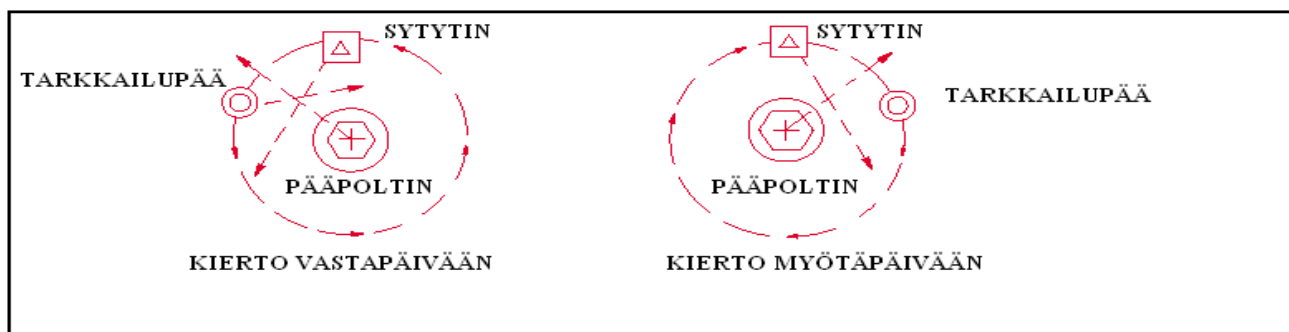 SYTYTIN
TARKKAILUPÄÄ
PÄÄPOLTIN
KIERTO VASTAPÄIVÄÄN
SYTYTIN
TARKKAILUPÄÄ
PÄÄPOLTIN
KIERTO MYÖTÄPÄIVÄÄN